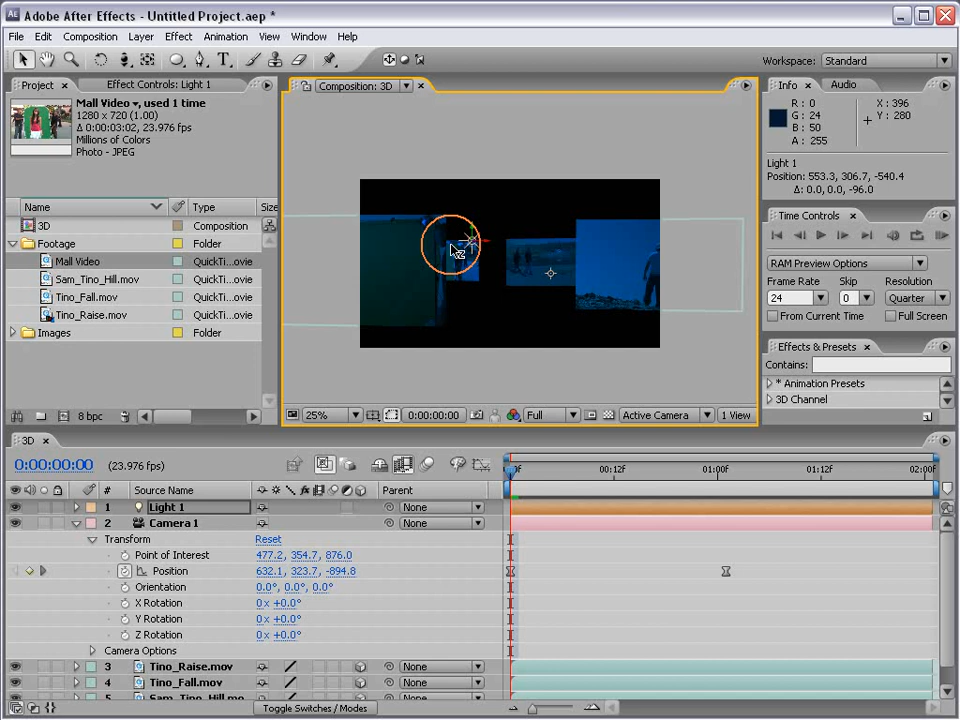 Adobe After Effects - Untitled Project.aep *
File Edit Composition Layer Effect Animation View Window Help
Workspace: Standard
Project × Effect Controls: Light 1
Mall Video, used 1 time
1280 x 720 (1.00)
Δ 0:00:03:02, 23.976 fps
Millions of Colors
Photo - JPEG
Name Type Size
3D Composition
Footage Folder
Mall Video QuickTi...ovie
Sam_Tino_Hill.mov QuickTi...ovie
Tino_Fall.mov QuickTi...ovie
Tino_Raise.mov QuickTi...ovie
Images Folder
8 bpc
Composition: 3D ×
25% 0:00:00:00 Full Active Camera 1 View
Info × Audio
R: 0 X: 396
G: 24 Y: 280
B: 50
A: 255
Light 1
Position: 553.3, 306.7, -540.4
Δ: 0.0, 0.0, -96.0
Time Controls ×
RAM Preview Options
Frame Rate Skip Resolution
24 0 Quarter
From Current Time Full Screen
Effects & Presets ×
Contains:
* Animation Presets
3D Channel
3D ×
0:00:00:00 (23.976 fps)
00:12f 01:00f 01:12f 02:00f
# Source Name Parent
1 Light 1 None
2 Camera 1 None
Transform Reset
Point of Interest 477.2, 354.7, 876.0
Position 632.1, 323.7, -894.8
Orientation 0.0°, 0.0°, 0.0°
X Rotation 0 x +0.0°
Y Rotation 0 x +0.0°
Z Rotation 0 x +0.0°
Camera Options
3 Tino_Raise.mov None
4 Tino_Fall.mov None
5 Sam_Tino_Hill.mo None
Toggle Switches / Modes